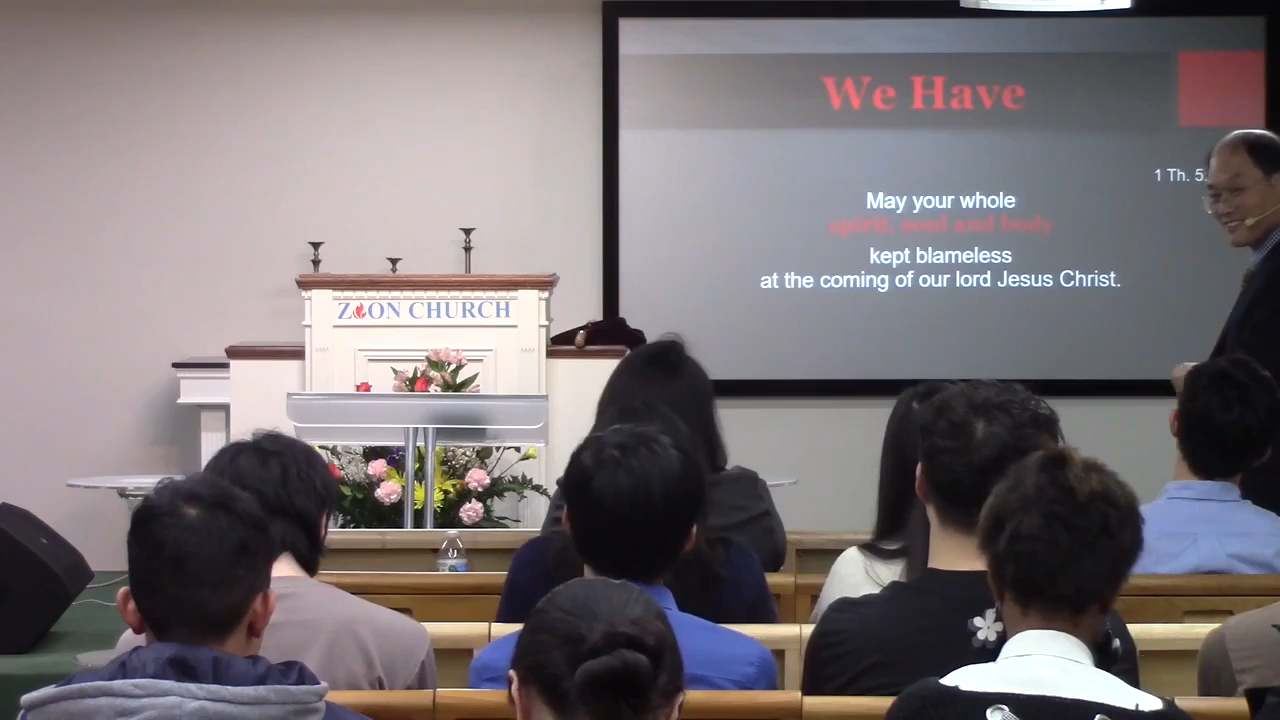 We Have
1 Th. 5
May your whole
spirit, soul and body
kept blameless
at the coming of our lord Jesus Christ.
ZION CHURCH